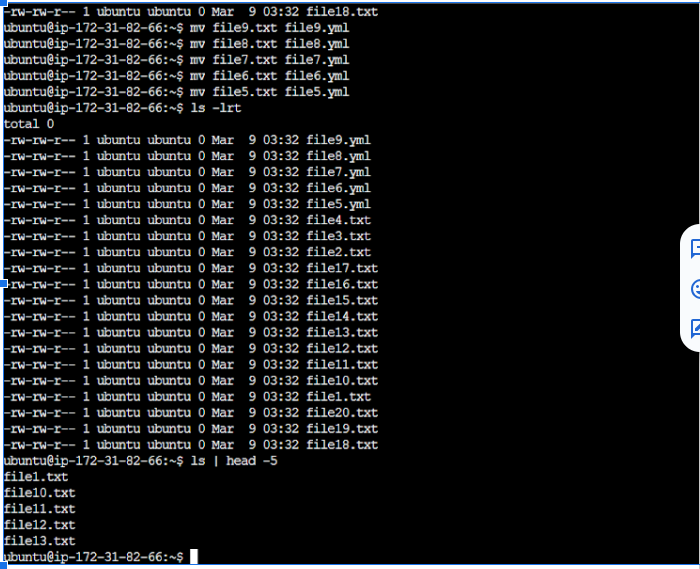 -rw-rw-r-- 1 ubuntu ubuntu 0 Mar  9 03:32 file18.txt
ubuntu@ip-172-31-82-66:~$ mv file9.txt file9.yml
ubuntu@ip-172-31-82-66:~$ mv file8.txt file8.yml
ubuntu@ip-172-31-82-66:~$ mv file7.txt file7.yml
ubuntu@ip-172-31-82-66:~$ mv file6.txt file6.yml
ubuntu@ip-172-31-82-66:~$ mv file5.txt file5.yml
ubuntu@ip-172-31-82-66:~$ ls -lrt
total 0
-rw-rw-r-- 1 ubuntu ubuntu 0 Mar  9 03:32 file9.yml
-rw-rw-r-- 1 ubuntu ubuntu 0 Mar  9 03:32 file8.yml
-rw-rw-r-- 1 ubuntu ubuntu 0 Mar  9 03:32 file7.yml
-rw-rw-r-- 1 ubuntu ubuntu 0 Mar  9 03:32 file6.yml
-rw-rw-r-- 1 ubuntu ubuntu 0 Mar  9 03:32 file5.yml
-rw-rw-r-- 1 ubuntu ubuntu 0 Mar  9 03:32 file4.txt
-rw-rw-r-- 1 ubuntu ubuntu 0 Mar  9 03:32 file3.txt
-rw-rw-r-- 1 ubuntu ubuntu 0 Mar  9 03:32 file2.txt
-rw-rw-r-- 1 ubuntu ubuntu 0 Mar  9 03:32 file17.txt
-rw-rw-r-- 1 ubuntu ubuntu 0 Mar  9 03:32 file16.txt
-rw-rw-r-- 1 ubuntu ubuntu 0 Mar  9 03:32 file15.txt
-rw-rw-r-- 1 ubuntu ubuntu 0 Mar  9 03:32 file14.txt
-rw-rw-r-- 1 ubuntu ubuntu 0 Mar  9 03:32 file13.txt
-rw-rw-r-- 1 ubuntu ubuntu 0 Mar  9 03:32 file12.txt
-rw-rw-r-- 1 ubuntu ubuntu 0 Mar  9 03:32 file11.txt
-rw-rw-r-- 1 ubuntu ubuntu 0 Mar  9 03:32 file10.txt
-rw-rw-r-- 1 ubuntu ubuntu 0 Mar  9 03:32 file1.txt
-rw-rw-r-- 1 ubuntu ubuntu 0 Mar  9 03:32 file20.txt
-rw-rw-r-- 1 ubuntu ubuntu 0 Mar  9 03:32 file19.txt
-rw-rw-r-- 1 ubuntu ubuntu 0 Mar  9 03:32 file18.txt
ubuntu@ip-172-31-82-66:~$ ls | head -5
file1.txt
file10.txt
file11.txt
file12.txt
file13.txt
ubuntu@ip-172-31-82-66:~$